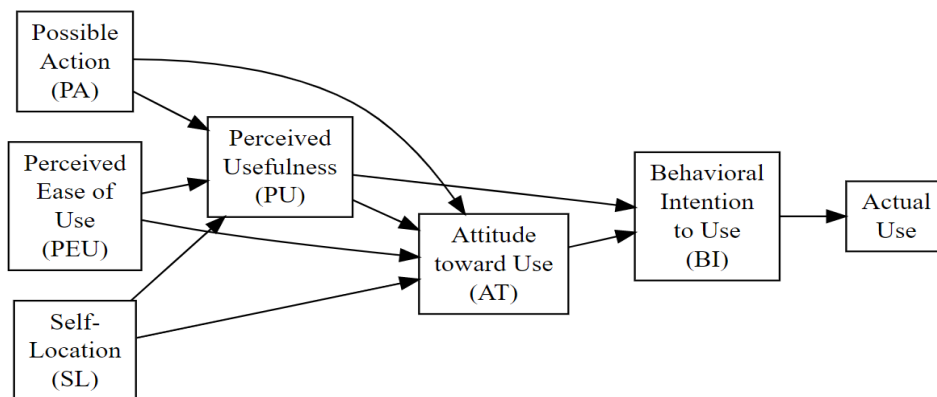 Possible
Action
(PA)
Perceived
Ease of
Use
(PEU)
Self-
Location
(SL)
Perceived
Usefulness
(PU)
Attitude
toward Use
(AT)
Behavioral
Intention
to Use
(BI)
Actual
Use